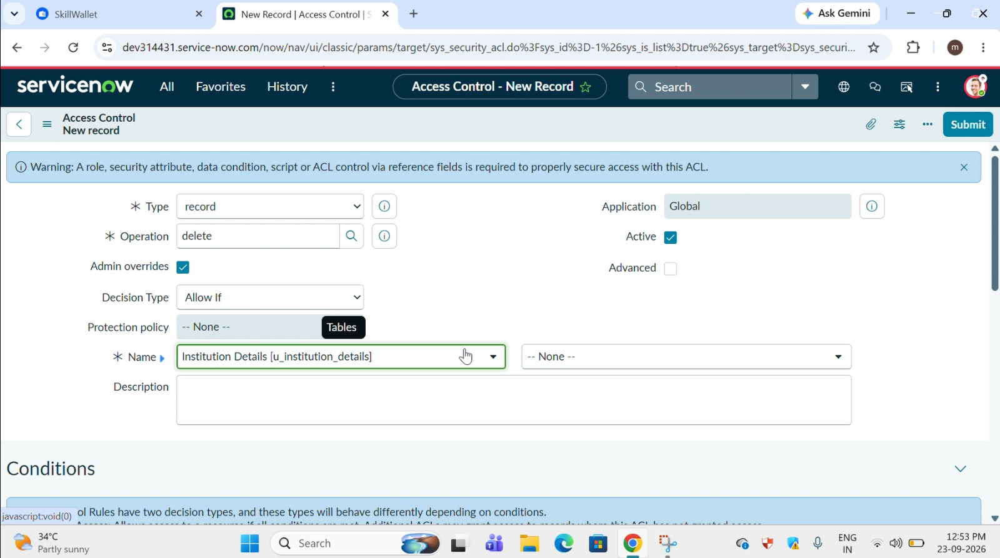 SkillWallet
New Record | Access Control |
Ask Gemini
dev314431.service-now.com/now/nav/ui/classic/params/target/sys_security_acl.do%3Fsys_id%3D-1%26sys_is_list%3Dtrue%26sys_target%3Dsys_securi...
m
servicenow
All
Favorites
History
Access Control - New Record
Search
Access Control
New record
Submit
Warning: A role, security attribute, data condition, script or ACL control via reference fields is required to properly secure access with this ACL.
Type
record
Application
Global
Operation
delete
Active
Admin overrides
Advanced
Decision Type
Allow If
Protection policy
-- None --
Tables
Name
Institution Details [u_institution_details]
-- None --
Description
Conditions
ol Rules have two decision types, and these types will behave differently depending on conditions.
javascript:void(0)
34°C
Partly sunny
Search
ENG
IN
12:53 PM
23-09-2026